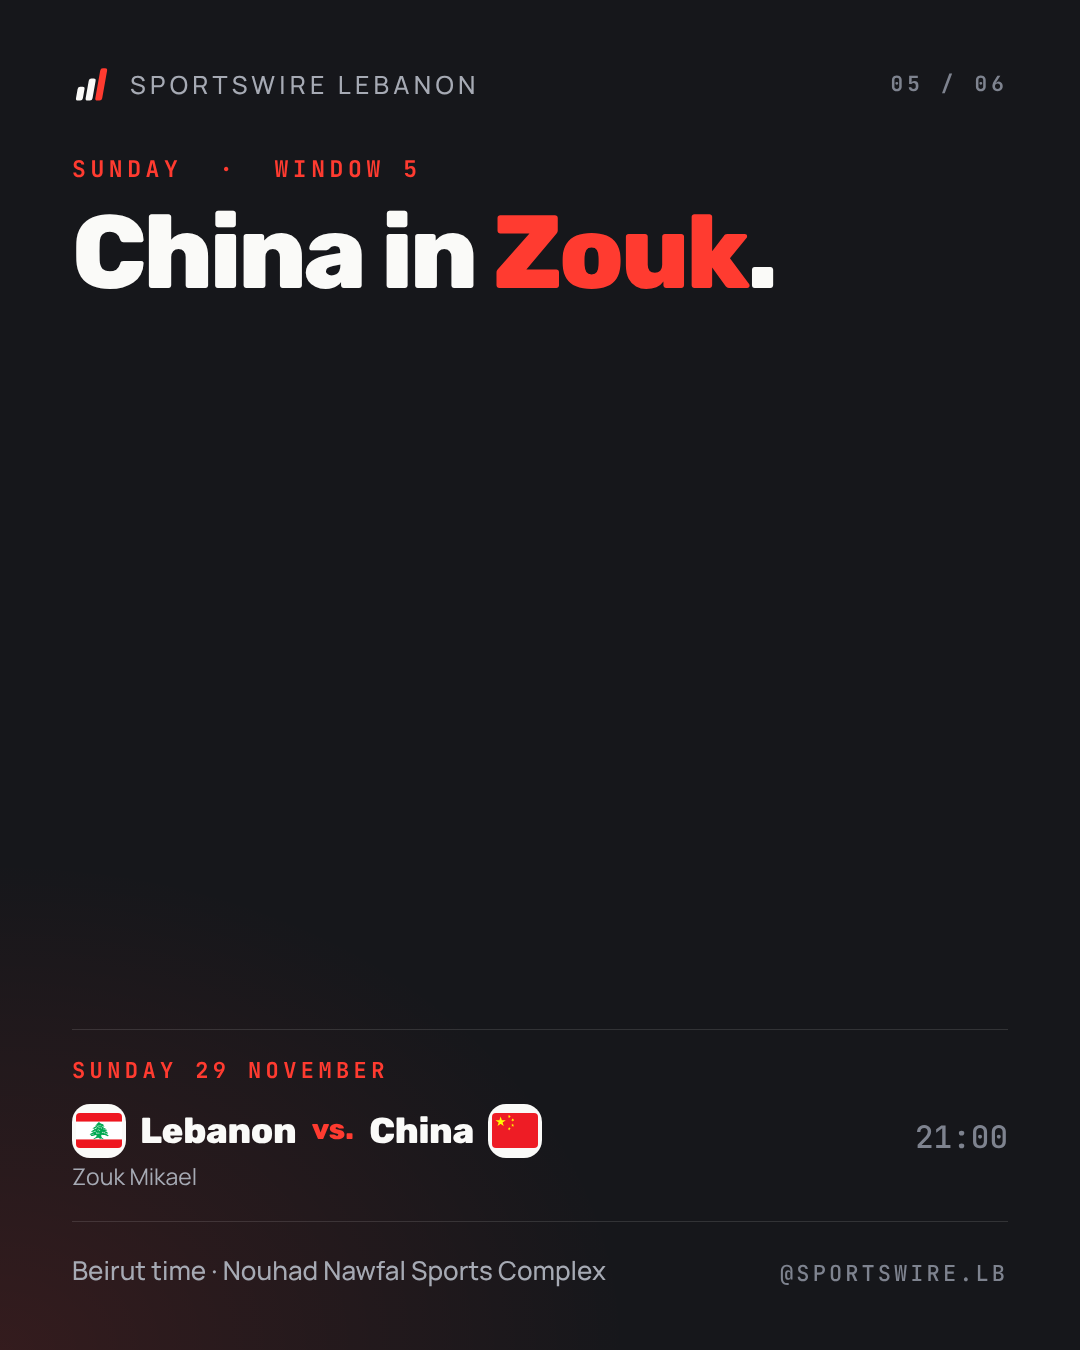 SPORTSWIRE LEBANON
05 / 06
SUNDAY · WINDOW 5
China in Zouk.
SUNDAY 29 NOVEMBER
Lebanon vs. China
21:00
Zouk Mikael
Beirut time · Nouhad Nawfal Sports Complex
@SPORTSWIRE.LB